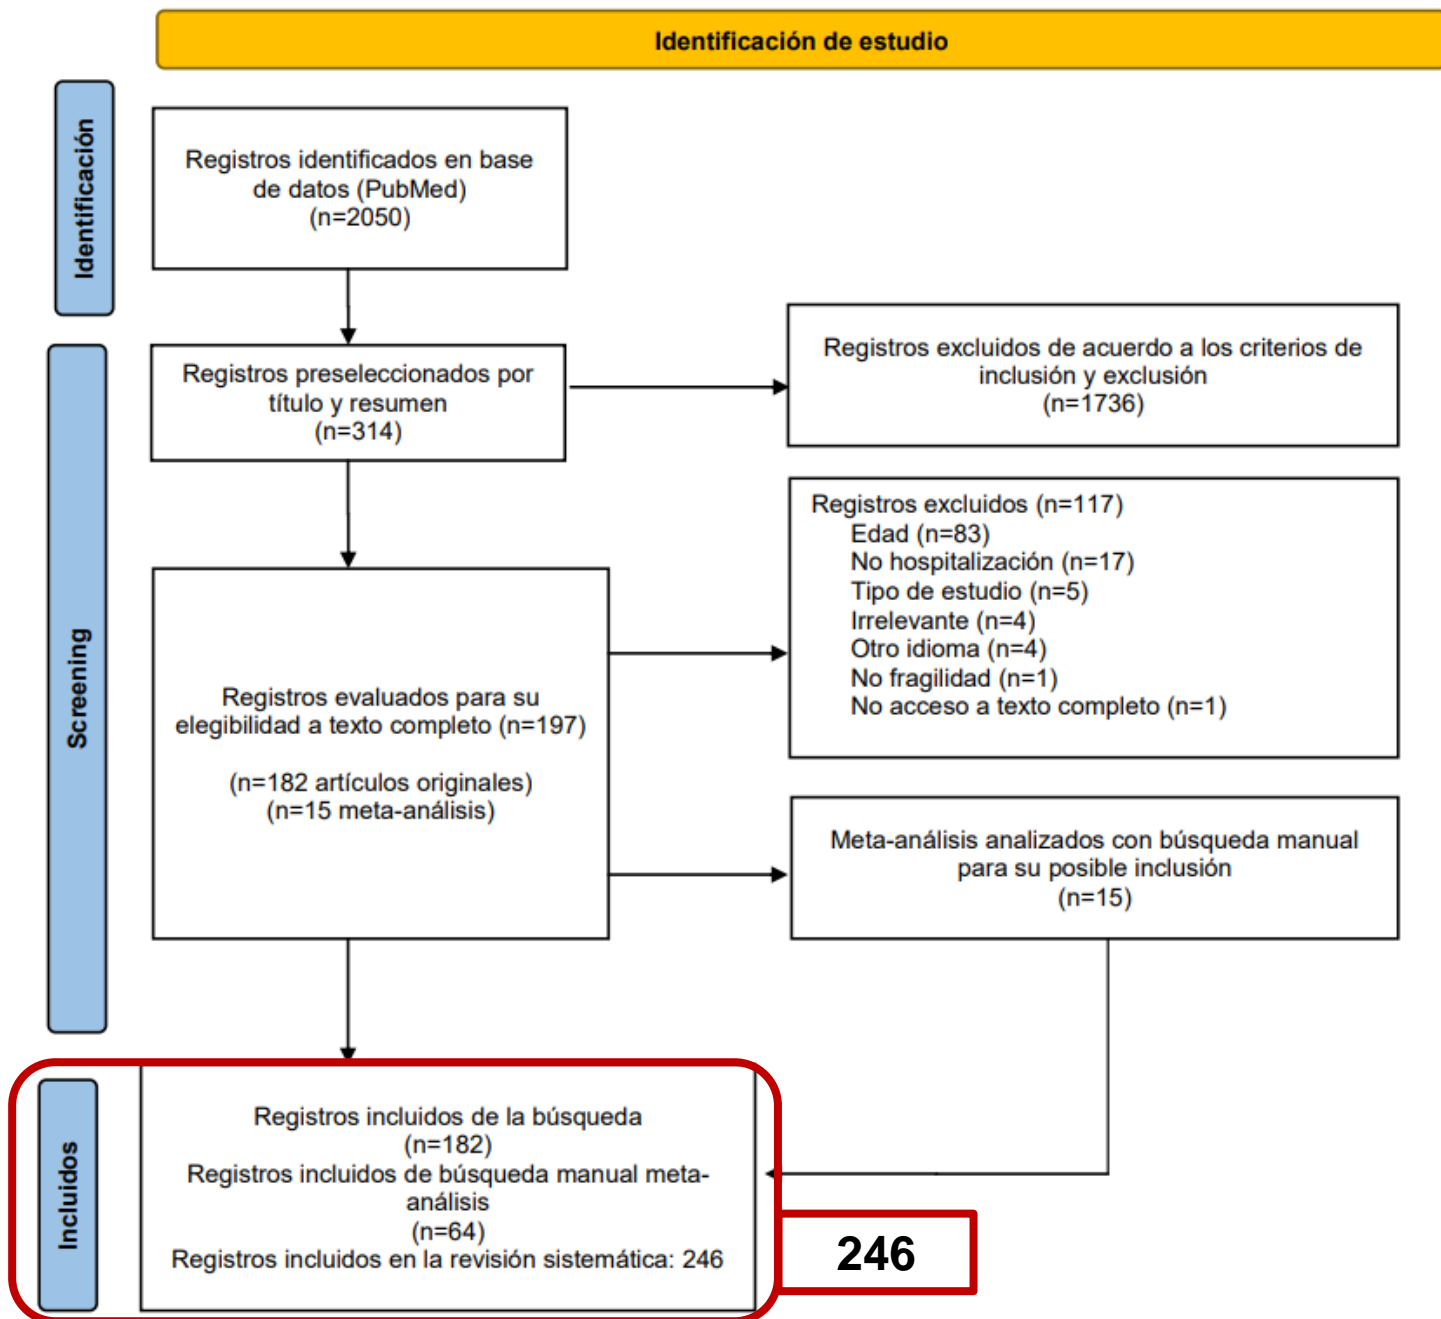 Identificación de estudio
Identificación
Registros identificados en base
de datos (PubMed)
(n=2050)
Screening
Registros preseleccionados por
título y resumen
(n=314)
Registros excluidos de acuerdo a los criterios de
inclusión y exclusión
(n=1736)
Registros excluidos (n=117)
Edad (n=83)
No hospitalización (n=17)
Tipo de estudio (n=5)
Irrelevante (n=4)
Otro idioma (n=4)
No fragilidad (n=1)
No acceso a texto completo (n=1)
Registros evaluados para su
elegibilidad a texto completo (n=197)
(n=182 artículos originales)
(n=15 meta-análisis)
Meta-análisis analizados con búsqueda manual
para su posible inclusión
(n=15)
Incluidos
Registros incluidos de la búsqueda
(n=182)
Registros incluidos de búsqueda manual meta-
análisis
(n=64)
Registros incluidos en la revisión sistemática: 246
246